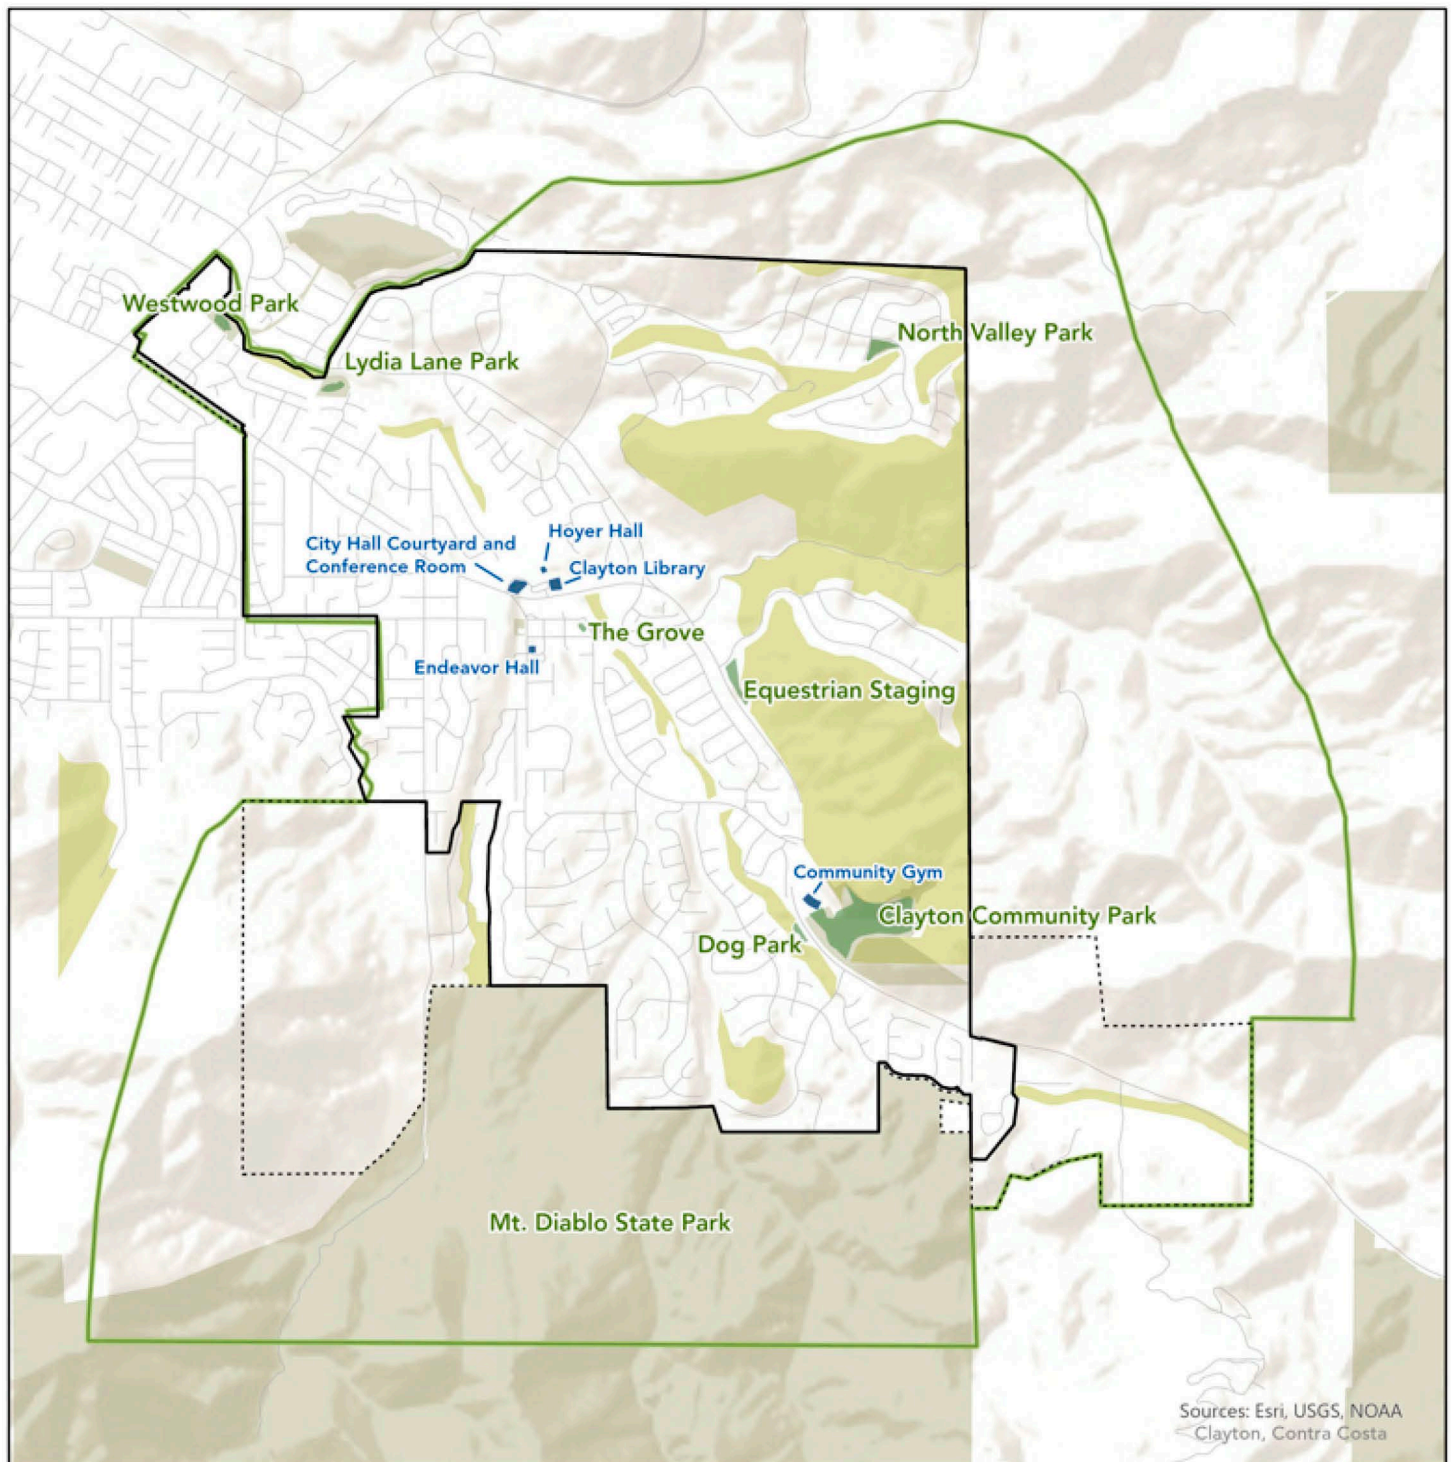 Westwood Park
North Valley Park
Lydia Lane Park
Hoyer Hall
City Hall Courtyard and
Conference Room
Clayton Library
The Grove
Endeavor Hall
Equestrian Staging
Community Gym
Clayton Community Park
Dog Park
Mt. Diablo State Park
Sources: Esri, USGS, NOAA
Clayton, Contra Costa